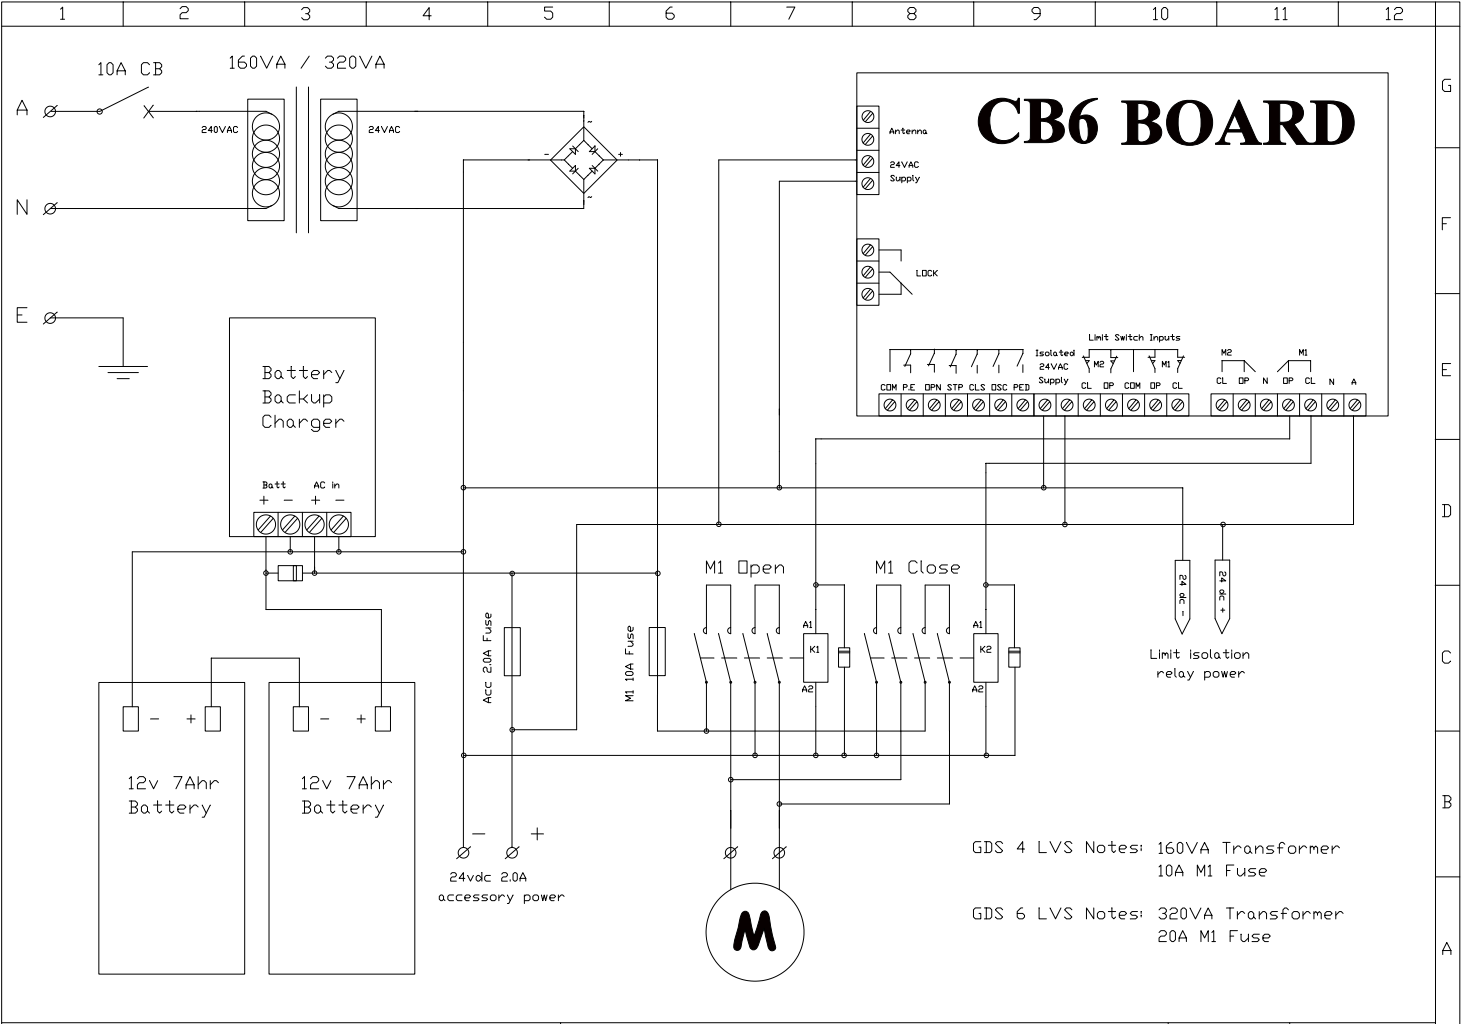 1 2 3 4 5 6 7 8 9 10 11 12
G
F
E
D
C
B
A
10A CB
160VA / 320VA
A
240VAC
24VAC
~
- +
~
N
E
CB6 BOARD
Antenna
24VAC
Supply
LOCK
Limit Switch Inputs
Isolated
24VAC
Supply
M2 M1
M2 M1
COM P.E OPN STP CLS OSC PED
CL OP COM OP CL
CL OP N OP CL N A
Battery
Backup
Charger
Batt AC in
+ - + -
M1 Open
M1 Close
Acc 2.0A Fuse
M1 10A Fuse
A1
K1
A2
A1
K2
A2
24 dc -
24 dc +
Limit isolation
relay power
- +
- +
12v 7Ahr
Battery
12v 7Ahr
Battery
- +
24vdc 2.0A
accessory power
M
GDS 4 LVS Notes: 160VA Transformer
10A M1 Fuse
GDS 6 LVS Notes: 320VA Transformer
20A M1 Fuse